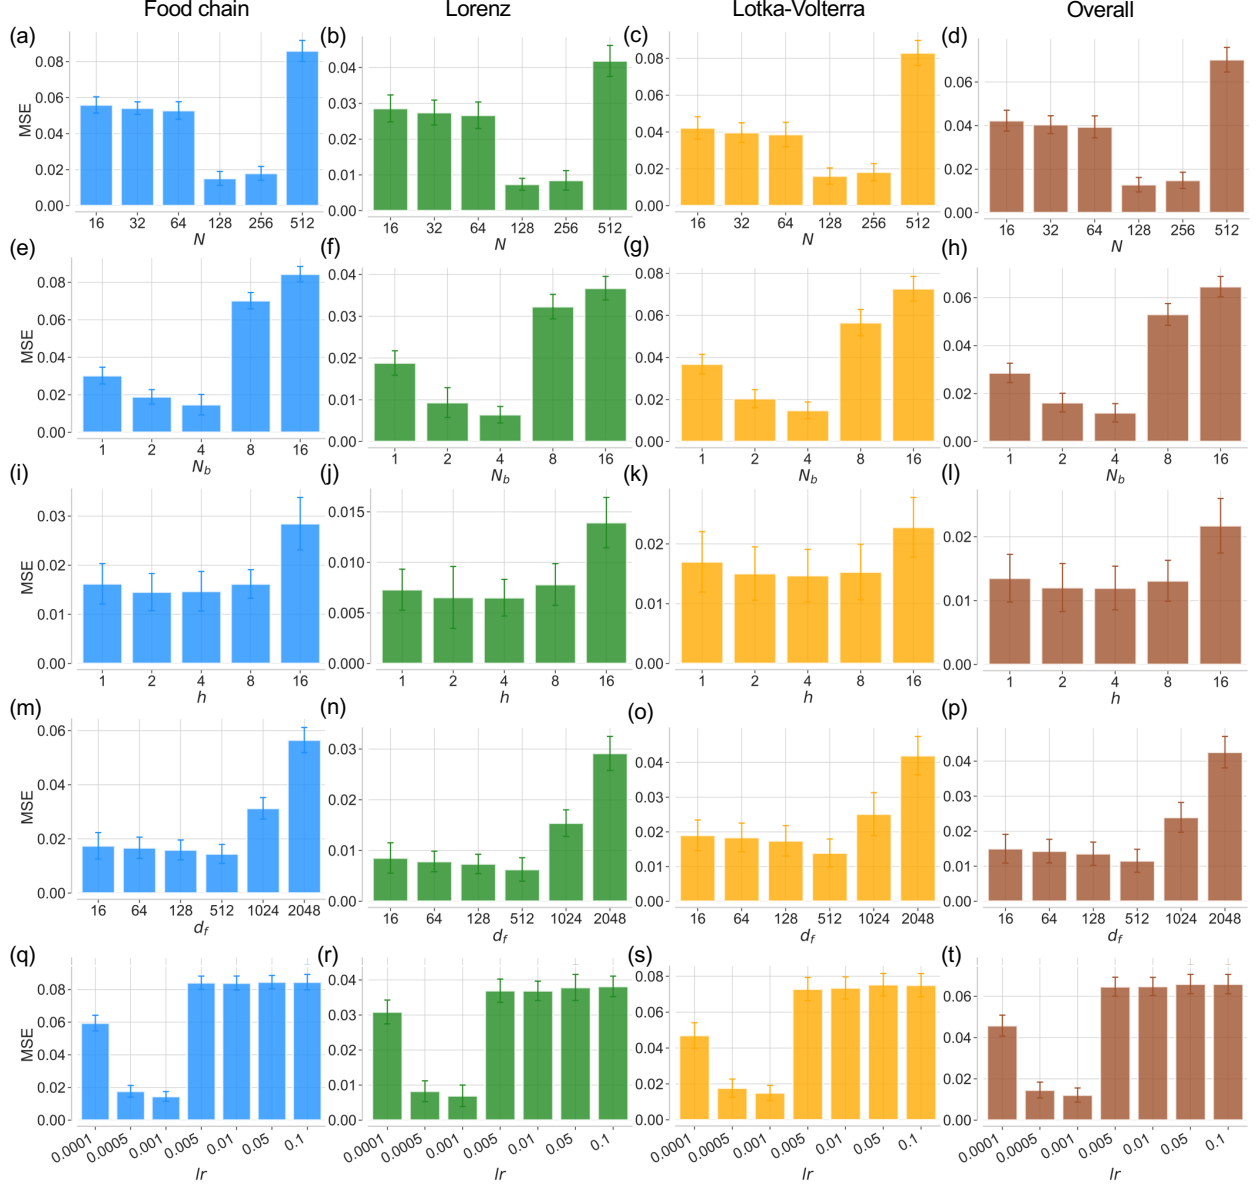 Food chain Lorenz Lotka-Volterra Overall
(a) (b) (c) (d)
MSE
0.08 0.06 0.04 0.02 0.00
16 32 64 128 256 512
N
0.04 0.03 0.02 0.01 0.00
16 32 64 128 256 512
N
0.08 0.06 0.04 0.02 0.00
16 32 64 128 256 512
N
0.06 0.04 0.02 0.00
16 32 64 128 256 512
N
(e) (f) (g) (h)
MSE
0.08 0.06 0.04 0.02 0.00
1 2 4 8 16
N_b
0.04 0.03 0.02 0.01 0.00
1 2 4 8 16
N_b
0.08 0.06 0.04 0.02 0.00
1 2 4 8 16
N_b
0.06 0.04 0.02 0.00
1 2 4 8 16
N_b
(i) (j) (k) (l)
MSE
0.03 0.02 0.01 0.00
1 2 4 8 16
h
0.015 0.010 0.005 0.000
1 2 4 8 16
h
0.02 0.01 0.00
1 2 4 8 16
h
0.02 0.01 0.00
1 2 4 8 16
h
(m) (n) (o) (p)
MSE
0.06 0.04 0.02 0.00
16 64 128 512 1024 2048
d_f
0.03 0.02 0.01 0.00
16 64 128 512 1024 2048
d_f
0.04 0.03 0.02 0.01 0.00
16 64 128 512 1024 2048
d_f
0.04 0.03 0.02 0.01 0.00
16 64 128 512 1024 2048
d_f
(q) (r) (s) (t)
MSE
0.08 0.06 0.04 0.02 0.00
0.0001 0.0005 0.001 0.005 0.01 0.05 0.1
lr
0.04 0.03 0.02 0.01 0.00
0.0001 0.0005 0.001 0.005 0.01 0.05 0.1
lr
0.08 0.06 0.04 0.02 0.00
0.0001 0.0005 0.001 0.005 0.01 0.05 0.1
lr
0.06 0.04 0.02 0.00
0.0001 0.0005 0.001 0.005 0.01 0.05 0.1
lr